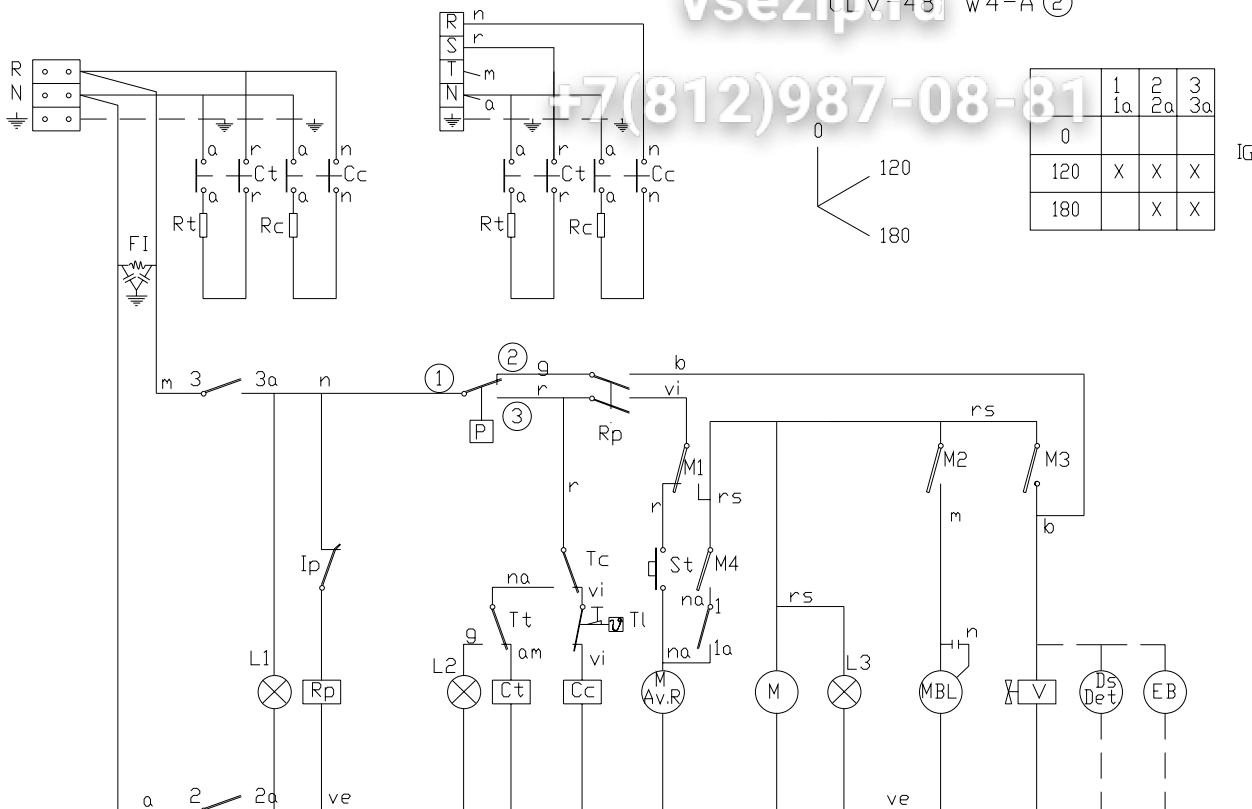 vsezip.ru
CLV-48/ W4-A 2
+7(812)987-08-81
R
N
R n
S r
T m
N a
1 2 3
1a 2a 3a
0
120 X X X
180 X X
IG
0
120
180
a r a n
Ct Cc
a r a n
Rt Rc
a r a n
Ct Cc
a r a n
Rt Rc
FI
m 3 3a n 1 2 g b
3 r vi
P
Rp
rs
M1 M2 M3
r r rs
m b
Ip Tc St M4
na vi na 1
rs
Tt Tl
g am vi na 1a n
L1 L2 L3
Rp Ct Cc M Av.R M MBL V Ds Det EB
a 2 2a ve ve